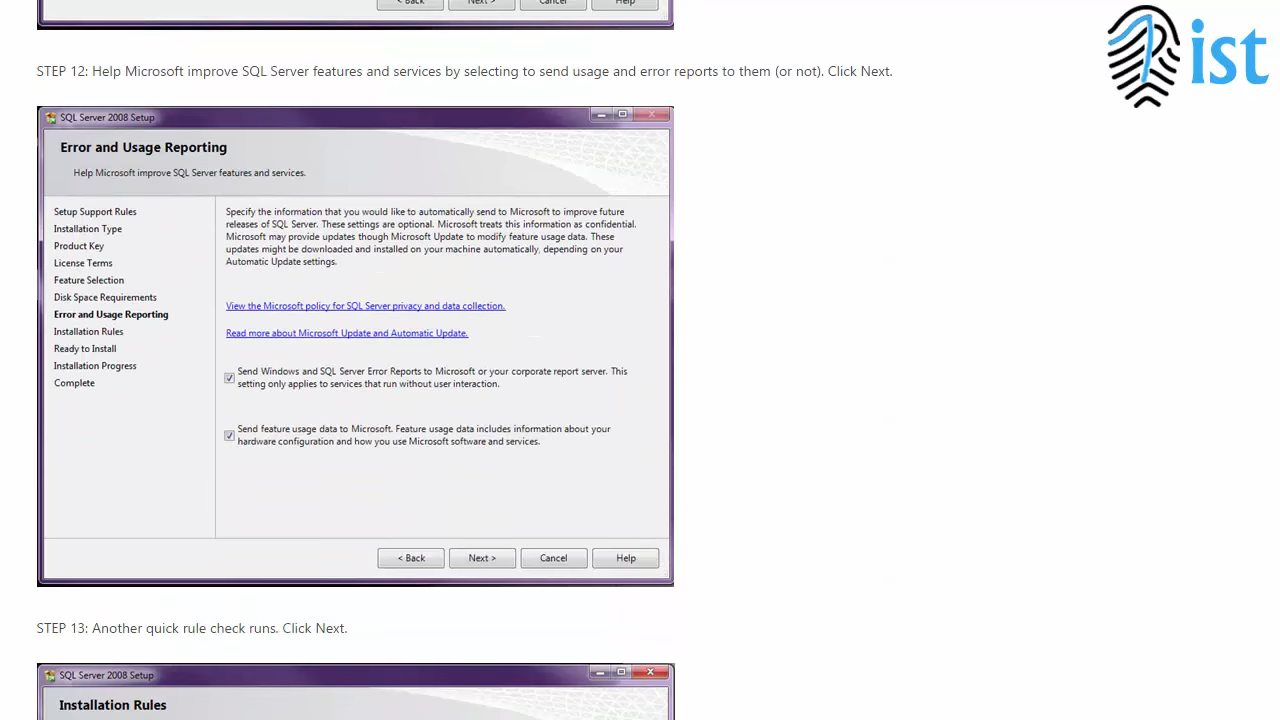 < Back Next > Cancel Help
ist
STEP 12: Help Microsoft improve SQL Server features and services by selecting to send usage and error reports to them (or not). Click Next.
SQL Server 2008 Setup
Error and Usage Reporting
Help Microsoft improve SQL Server features and services.
Setup Support Rules
Installation Type
Product Key
License Terms
Feature Selection
Disk Space Requirements
Error and Usage Reporting
Installation Rules
Ready to Install
Installation Progress
Complete
Specify the information that you would like to automatically send to Microsoft to improve future
releases of SQL Server. These settings are optional. Microsoft treats this information as confidential.
Microsoft may provide updates though Microsoft Update to modify feature usage data. These
updates might be downloaded and installed on your machine automatically, depending on your
Automatic Update settings.
View the Microsoft policy for SQL Server privacy and data collection.
Read more about Microsoft Update and Automatic Update.
Send Windows and SQL Server Error Reports to Microsoft or your corporate report server. This
setting only applies to services that run without user interaction.
Send feature usage data to Microsoft. Feature usage data includes information about your
hardware configuration and how you use Microsoft software and services.
< Back Next > Cancel Help
STEP 13: Another quick rule check runs. Click Next.
SQL Server 2008 Setup
Installation Rules